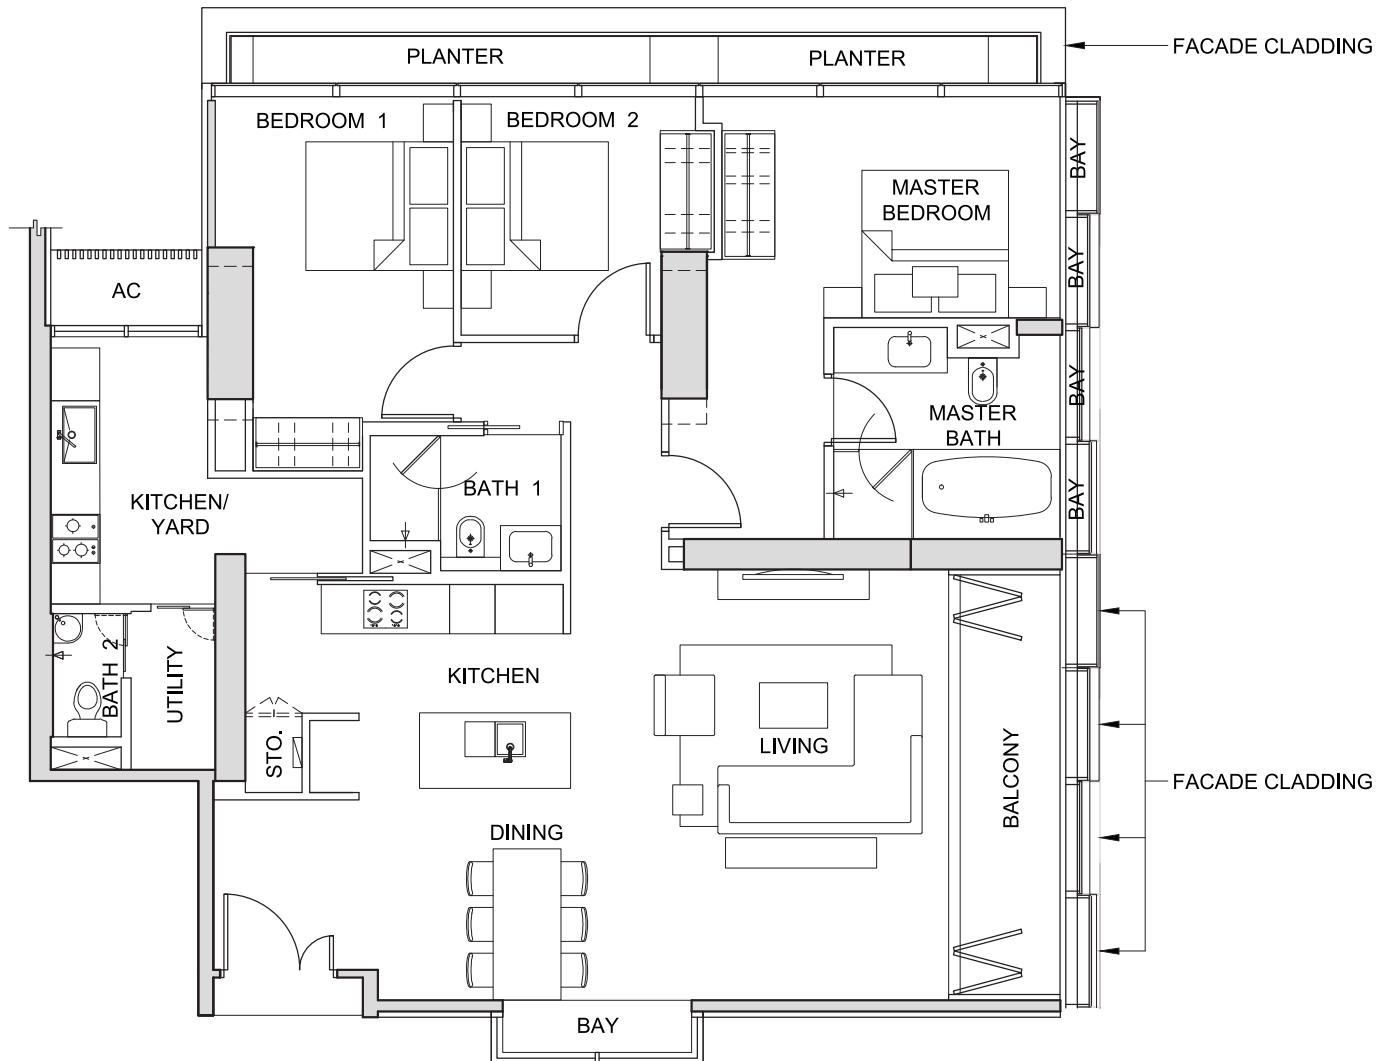 PLANTER
PLANTER
FACADE CLADDING
BEDROOM 1
BEDROOM 2
BAY
MASTER
BEDROOM
BAY
AC
BAY
MASTER
BATH
BATH 1
BAY
KITCHEN/
YARD
BATH 2
UTILITY
KITCHEN
STO.
LIVING
BALCONY
FACADE CLADDING
DINING
BAY